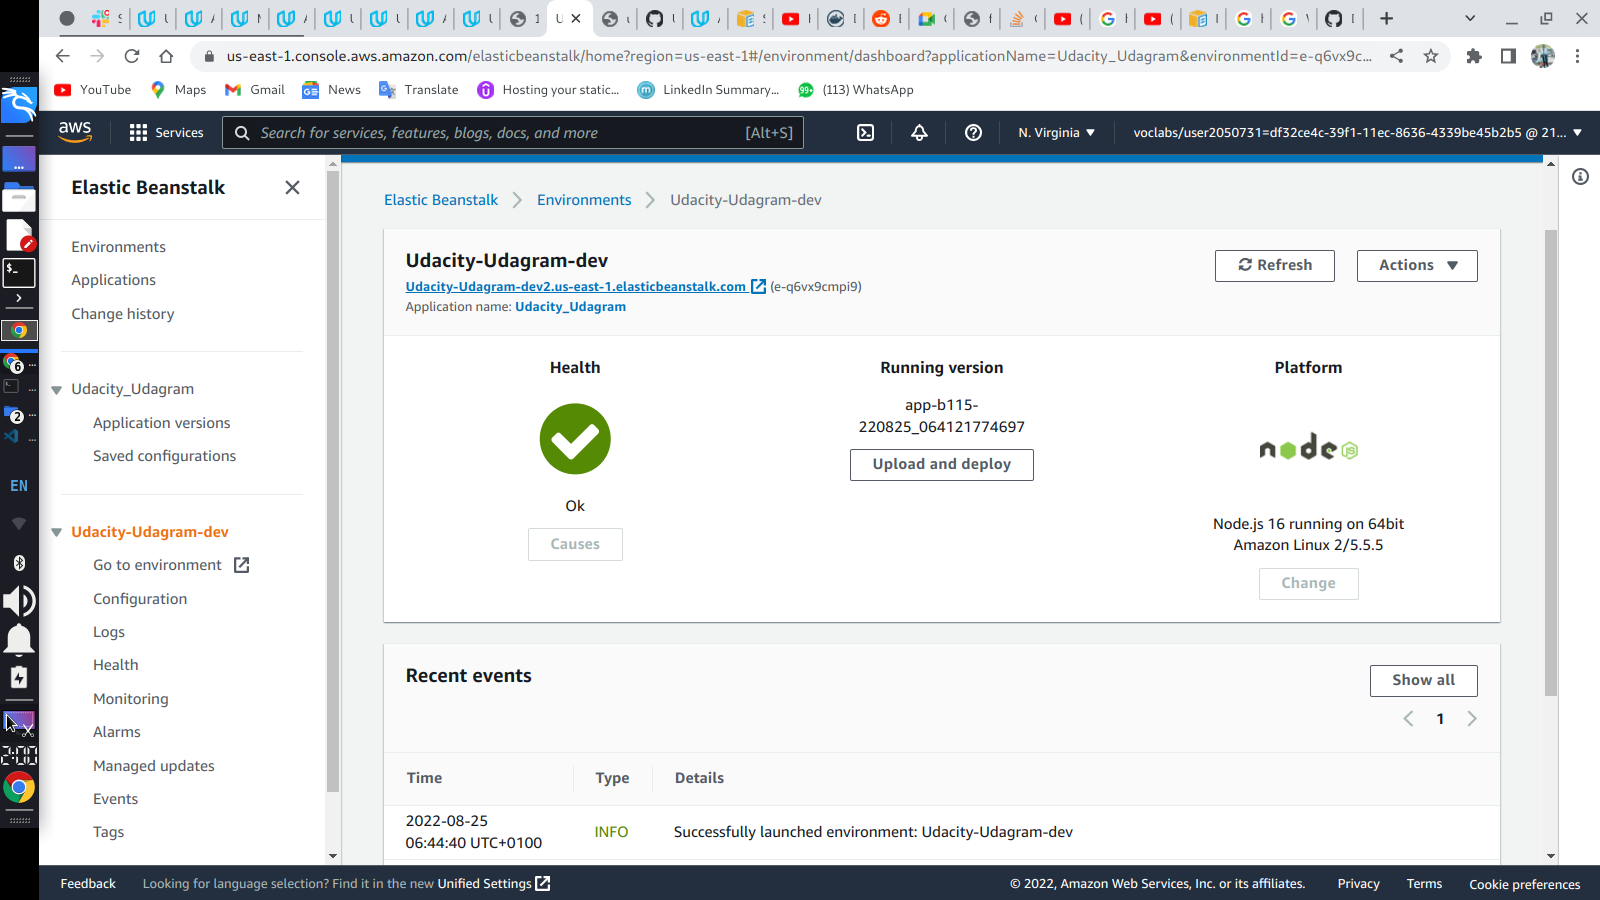 us-east-1.console.aws.amazon.com/elasticbeanstalk/home?region=us-east-1#/environment/dashboard?applicationName=Udacity_Udagram&environmentId=e-q6vx9c...
YouTube Maps Gmail News Translate Hosting your static... LinkedIn Summary... 99+ (113) WhatsApp
aws Services Search for services, features, blogs, docs, and more [Alt+S] N. Virginia voclabs/user2050731=df32ce4c-39f1-11ec-8636-4339be45b2b5 @ 21...
Elastic Beanstalk
Environments
Applications
Change history
Udacity_Udagram
Application versions
Saved configurations
Udacity-Udagram-dev
Go to environment
Configuration
Logs
Health
Monitoring
Alarms
Managed updates
Events
Tags
Elastic Beanstalk Environments Udacity-Udagram-dev
Udacity-Udagram-dev
Refresh Actions
Udacity-Udagram-dev2.us-east-1.elasticbeanstalk.com (e-q6vx9cmpi9)
Application name: Udacity_Udagram
Health
Ok
Causes
Running version
app-b115-
220825_064121774697
Upload and deploy
Platform
node JS
Node.js 16 running on 64bit
Amazon Linux 2/5.5.5
Change
Recent events
Show all
1
Time Type Details
2022-08-25
06:44:40 UTC+0100
INFO
Successfully launched environment: Udacity-Udagram-dev
Feedback Looking for language selection? Find it in the new Unified Settings © 2022, Amazon Web Services, Inc. or its affiliates. Privacy Terms Cookie preferences
$-
6
2
EN
2:00